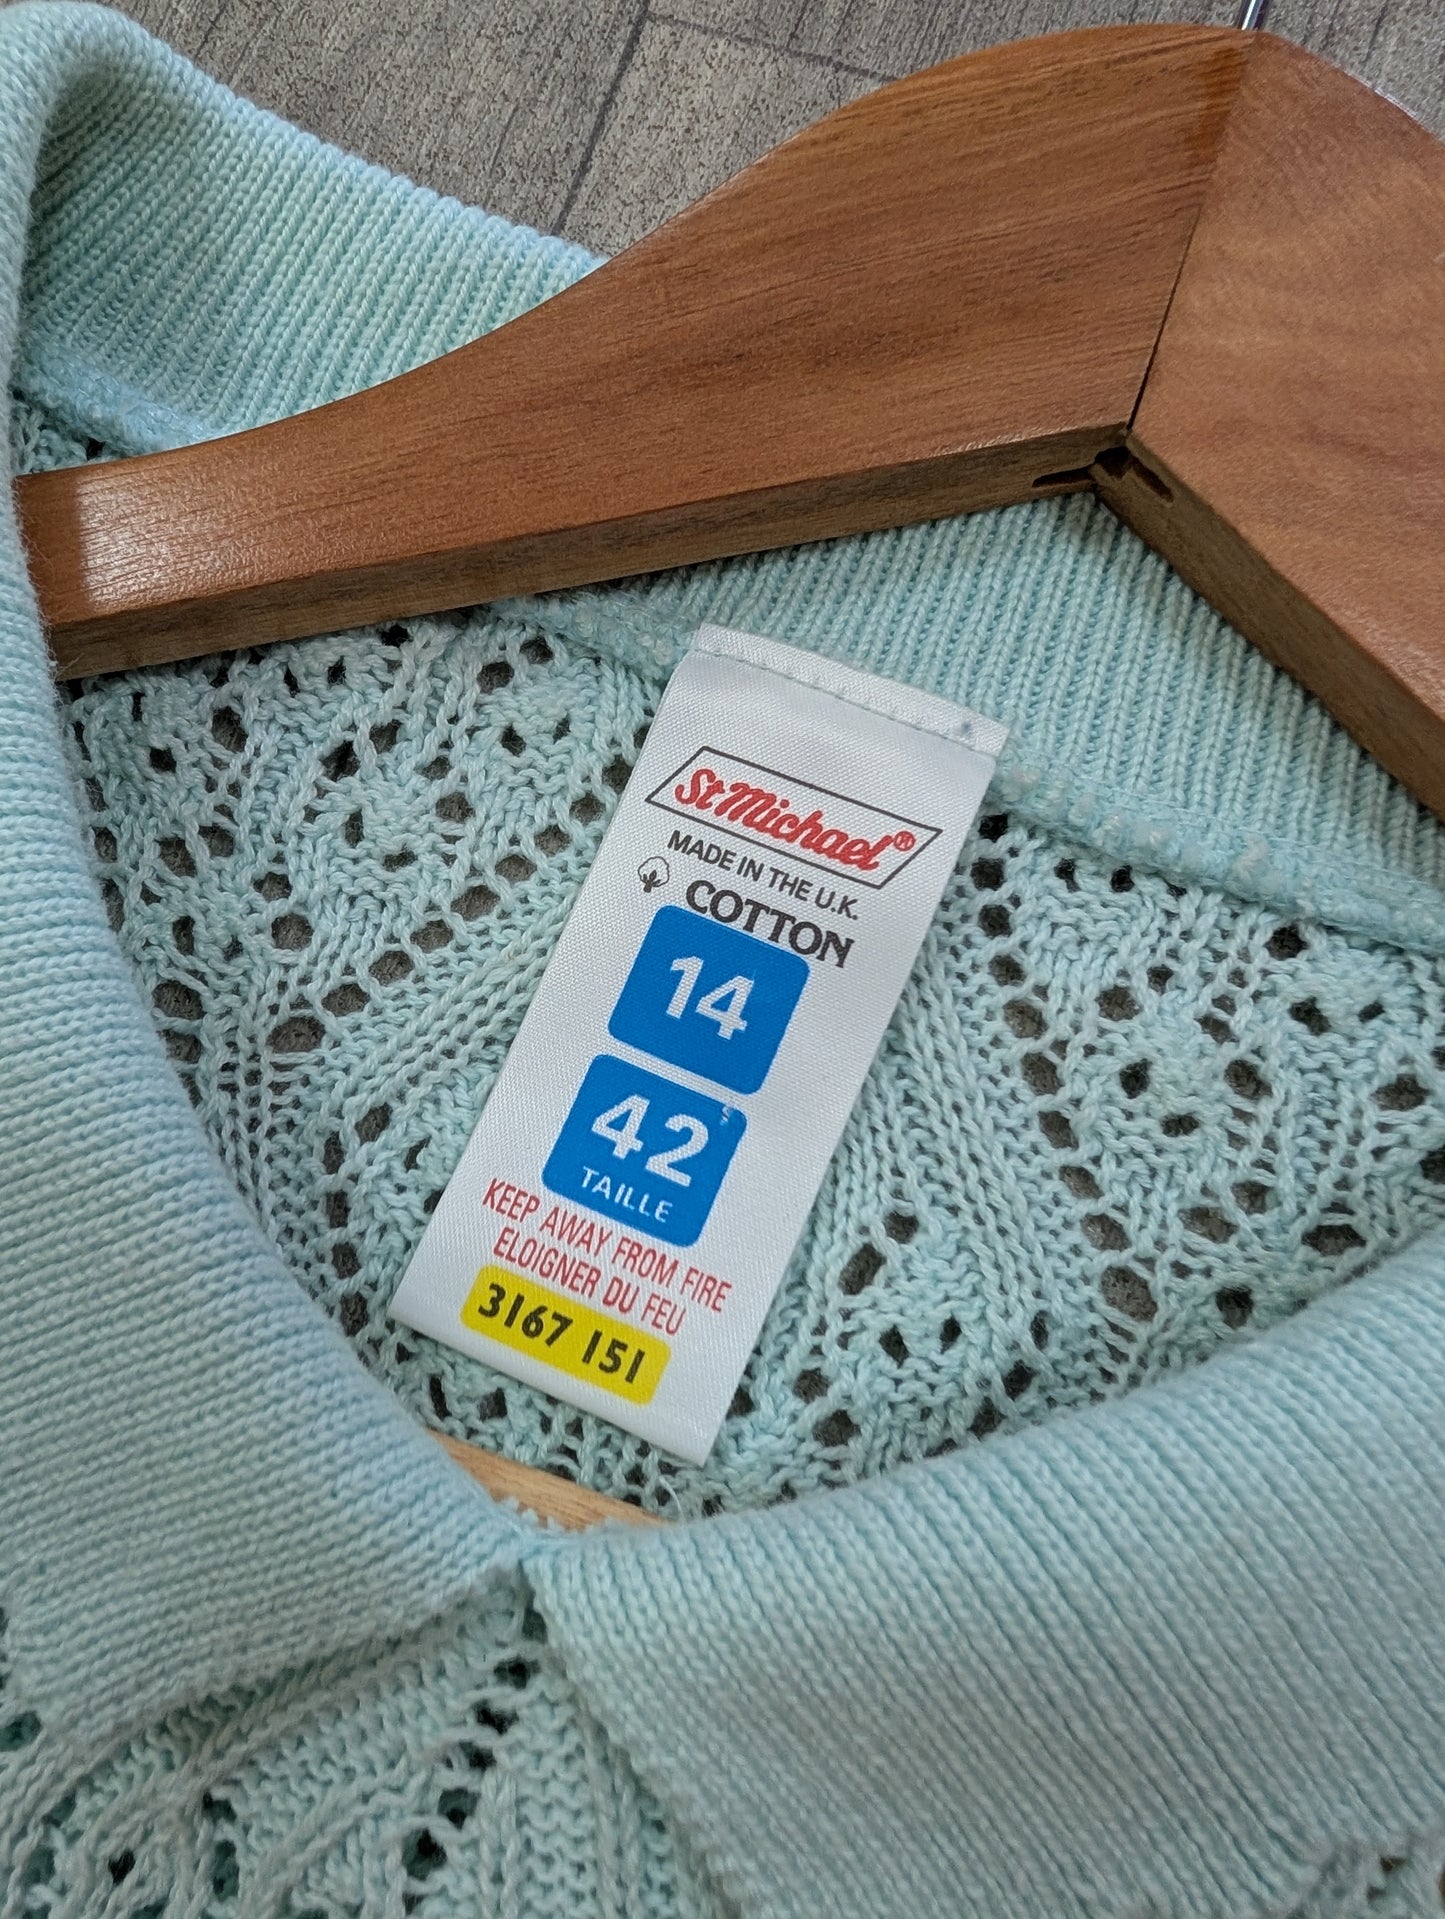 St Michael®
MADE IN THE U.K.
COTTON
14
42
TAILLE
KEEP AWAY FROM FIRE
ELOIGNER DU FEU
3167 151